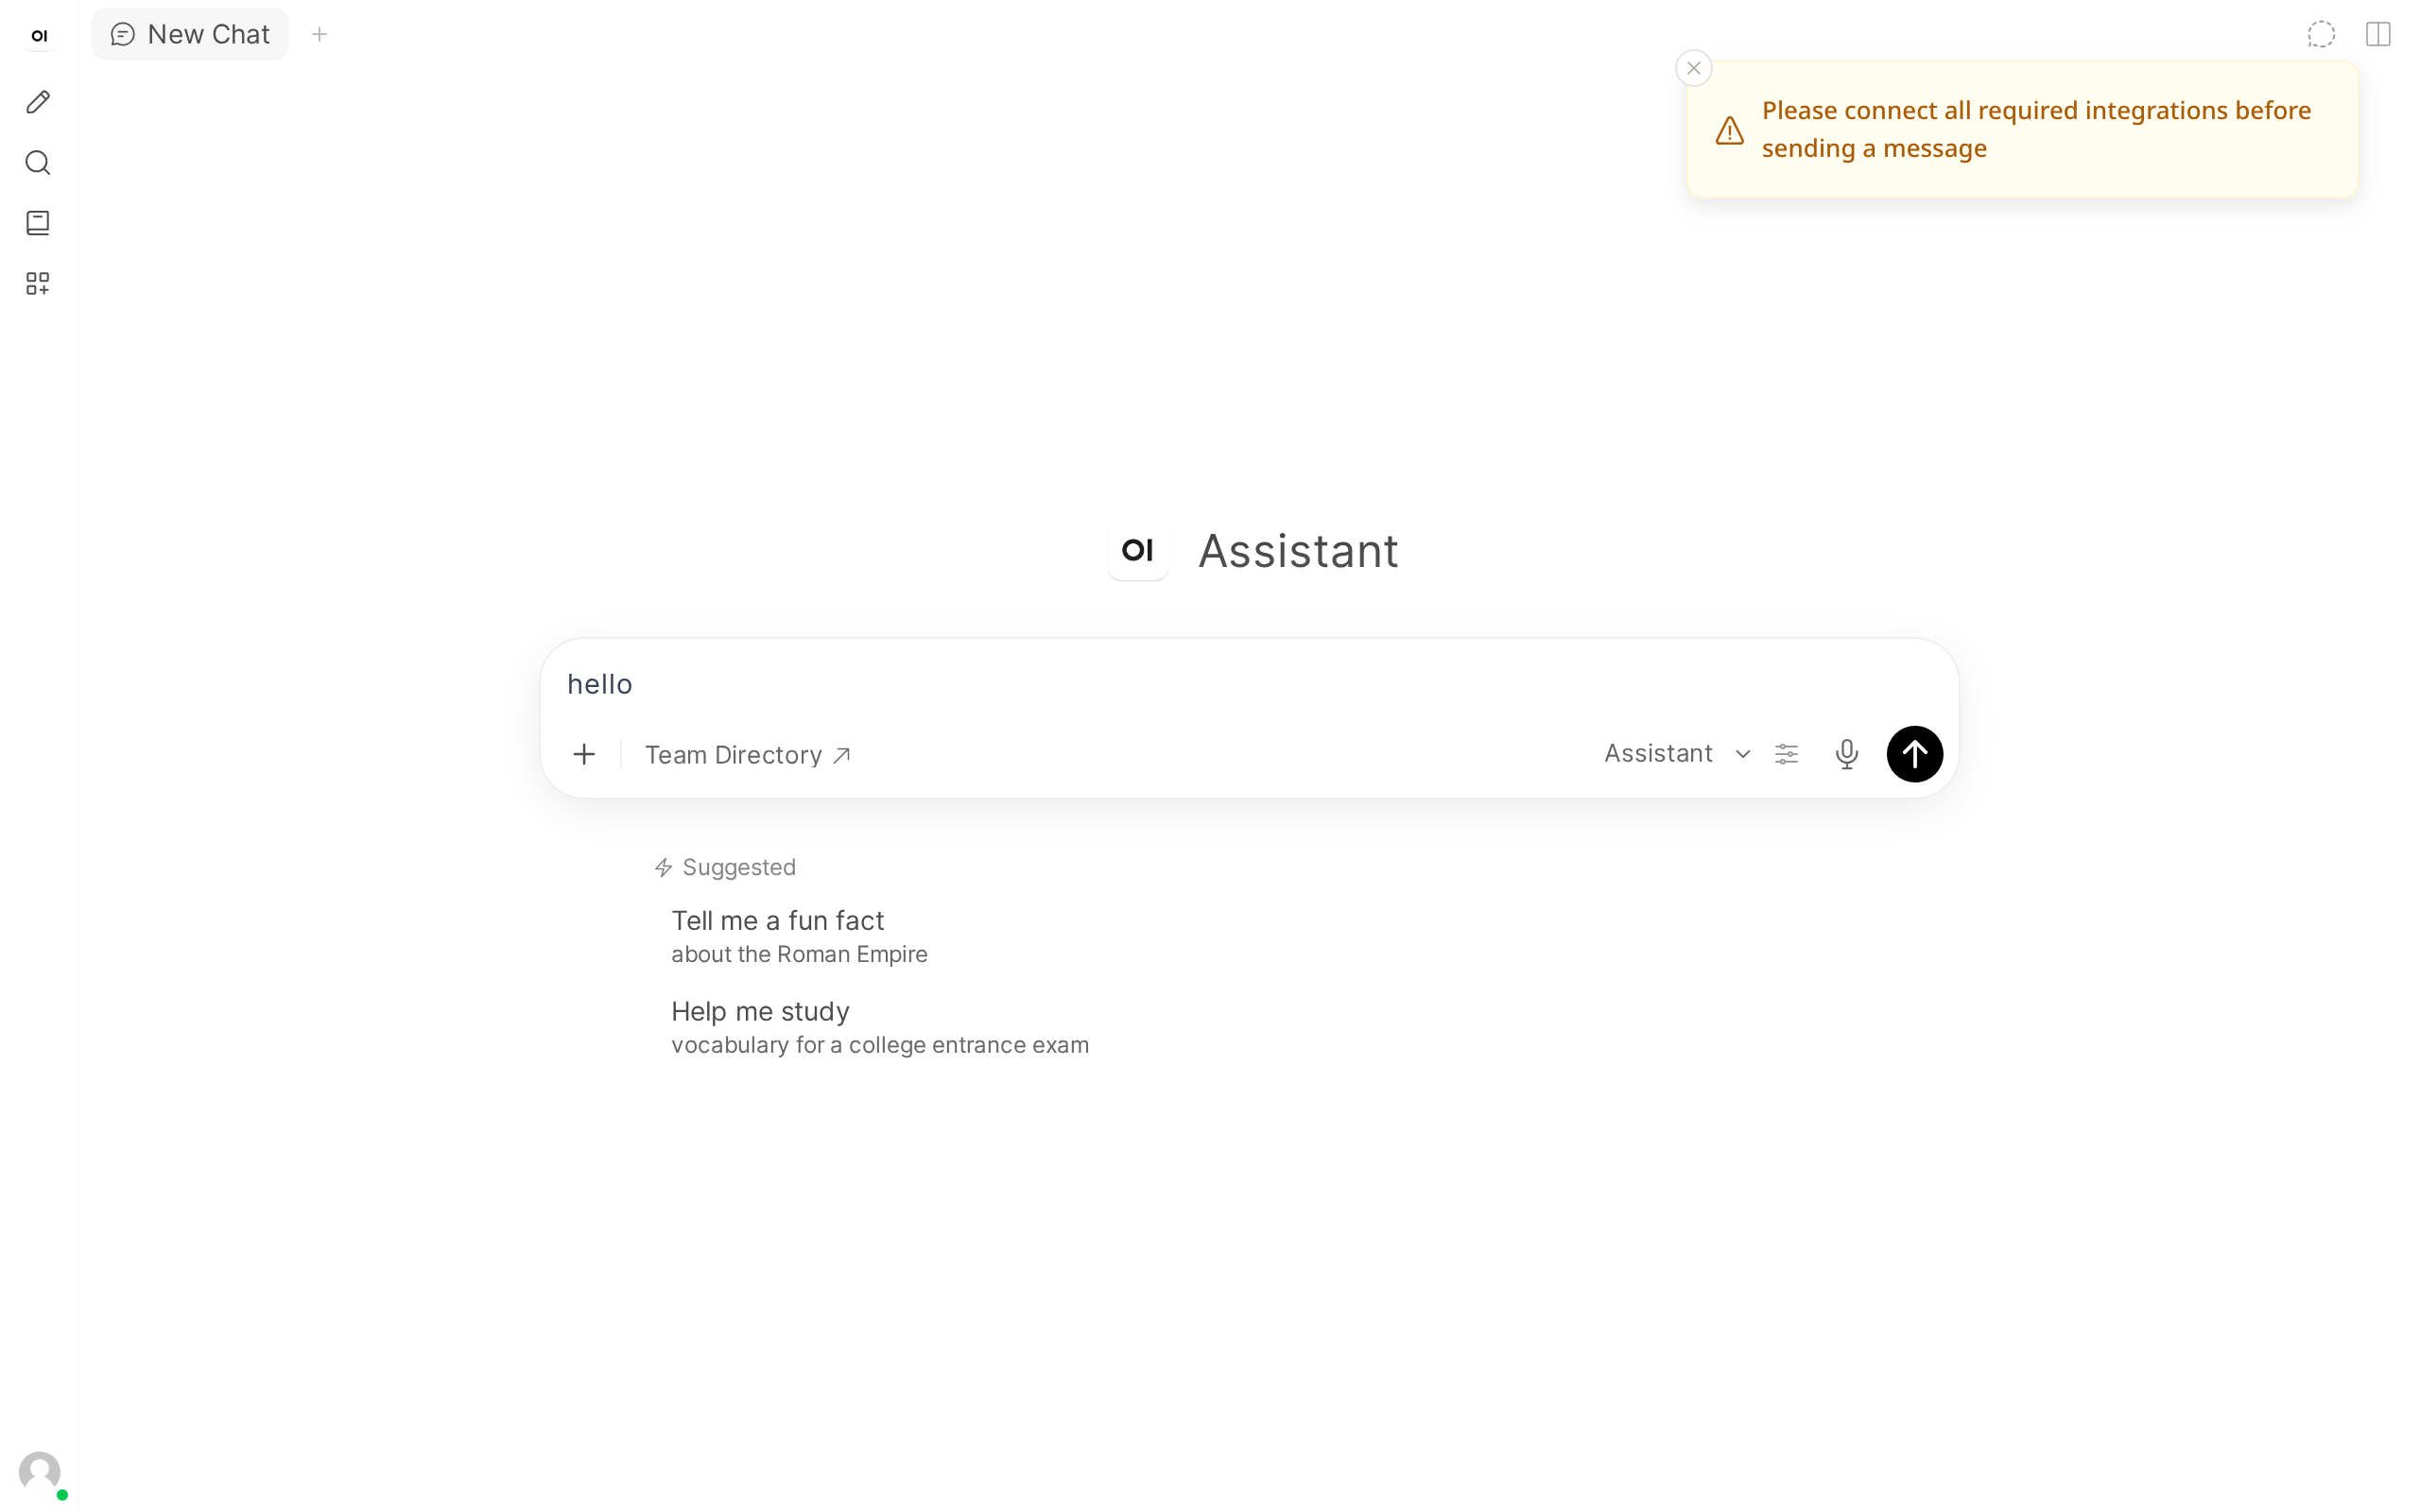 OI
New Chat
Please connect all required integrations before
sending a message
OI
Assistant
hello
Team Directory
Assistant
Suggested
Tell me a fun fact
about the Roman Empire
Help me study
vocabulary for a college entrance exam